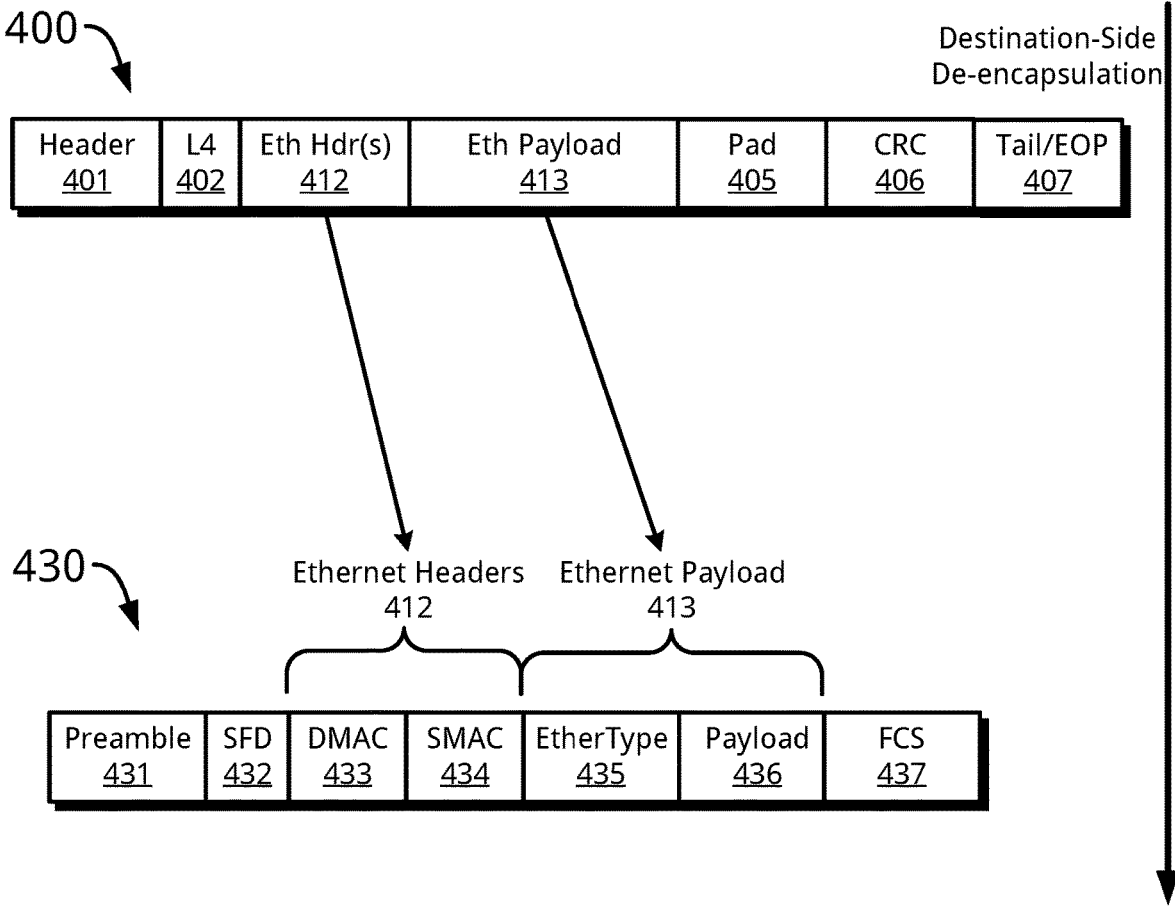 400
Destination-Side
De-encapsulation
Header
401
L4
402
Eth Hdr(s)
412
Eth Payload
413
Pad
405
CRC
406
Tail/EOP
407
430
Ethernet Headers
412
Ethernet Payload
413
Preamble
431
SFD
432
DMAC
433
SMAC
434
EtherType
435
Payload
436
FCS
437